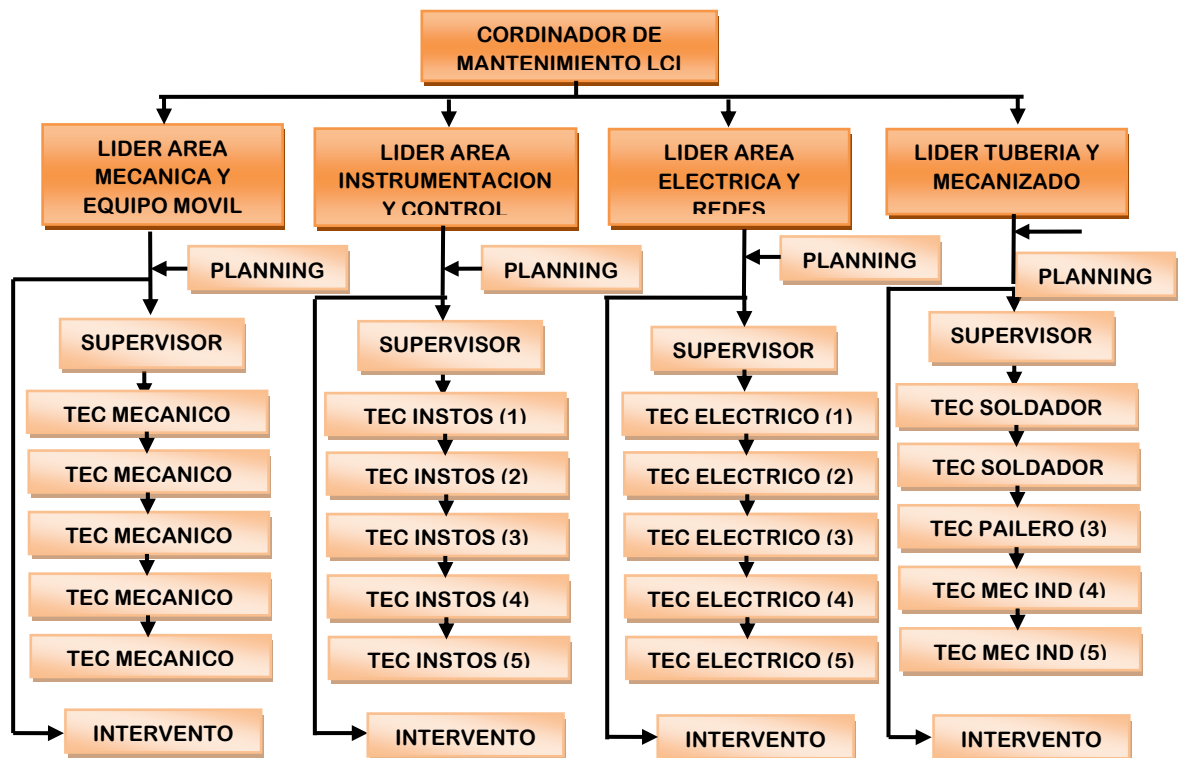 CORDINADOR DE
MANTENIMIENTO LCI
LIDER AREA
MECANICA Y
EQUIPO MOVIL
LIDER AREA
INSTRUMENTACION
Y CONTROL
LIDER AREA
ELECTRICA Y
REDES
LIDER TUBERIA Y
MECANIZADO
PLANNING
PLANNING
PLANNING
PLANNING
SUPERVISOR
SUPERVISOR
SUPERVISOR
SUPERVISOR
TEC MECANICO
TEC MECANICO
TEC MECANICO
TEC MECANICO
TEC MECANICO
TEC INSTOS (1)
TEC INSTOS (2)
TEC INSTOS (3)
TEC INSTOS (4)
TEC INSTOS (5)
TEC ELECTRICO (1)
TEC ELECTRICO (2)
TEC ELECTRICO (3)
TEC ELECTRICO (4)
TEC ELECTRICO (5)
TEC SOLDADOR
TEC SOLDADOR
TEC PAILERO (3)
TEC MEC IND (4)
TEC MEC IND (5)
INTERVENTO
INTERVENTO
INTERVENTO
INTERVENTO